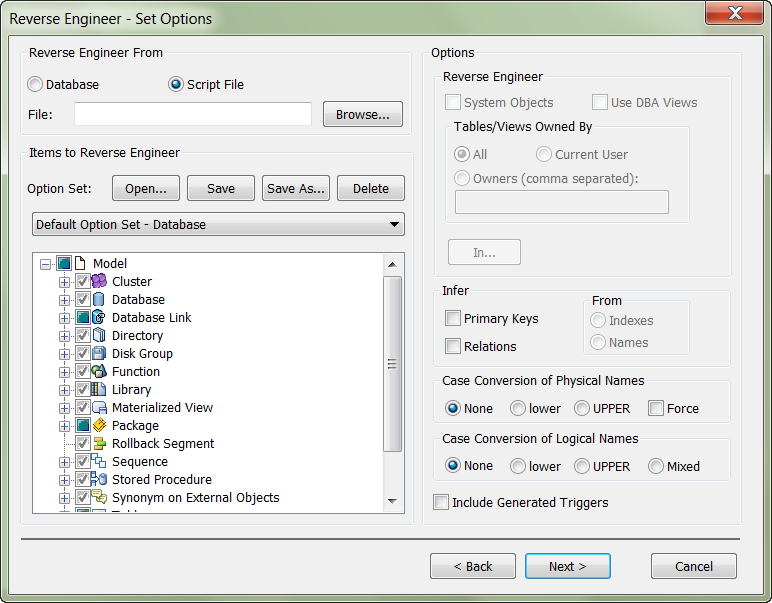 Reverse Engineer - Set Options
Reverse Engineer From
Database
Script File
File:
Browse...
Items to Reverse Engineer
Option Set:
Open...
Save
Save As...
Delete
Default Option Set - Database
Model
Cluster
Database
Database Link
Directory
Disk Group
Function
Library
Materialized View
Package
Rollback Segment
Sequence
Stored Procedure
Synonym on External Objects
Options
Reverse Engineer
System Objects
Use DBA Views
Tables/Views Owned By
All
Current User
Owners (comma separated):
In...
Infer
Primary Keys
Relations
From
Indexes
Names
Case Conversion of Physical Names
None
lower
UPPER
Force
Case Conversion of Logical Names
None
lower
UPPER
Mixed
Include Generated Triggers
< Back
Next >
Cancel